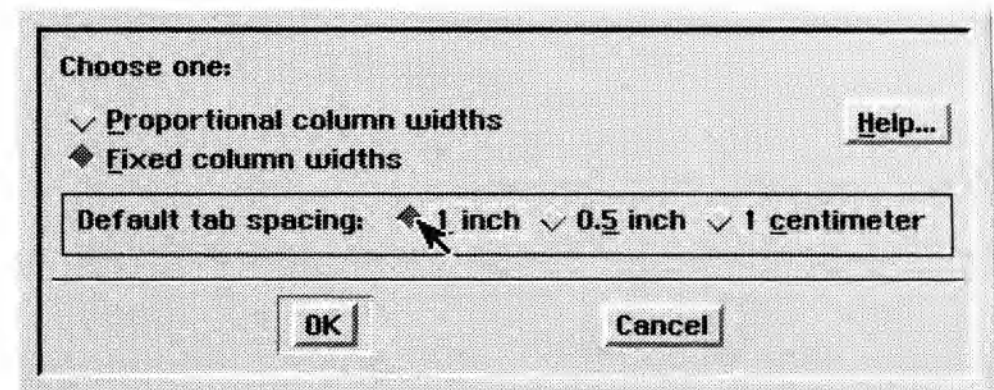 Choose one:
Proportional column widths
Help...
Fixed column widths
Default tab spacing: 1 inch 0.5 inch 1 centimeter
OK Cancel